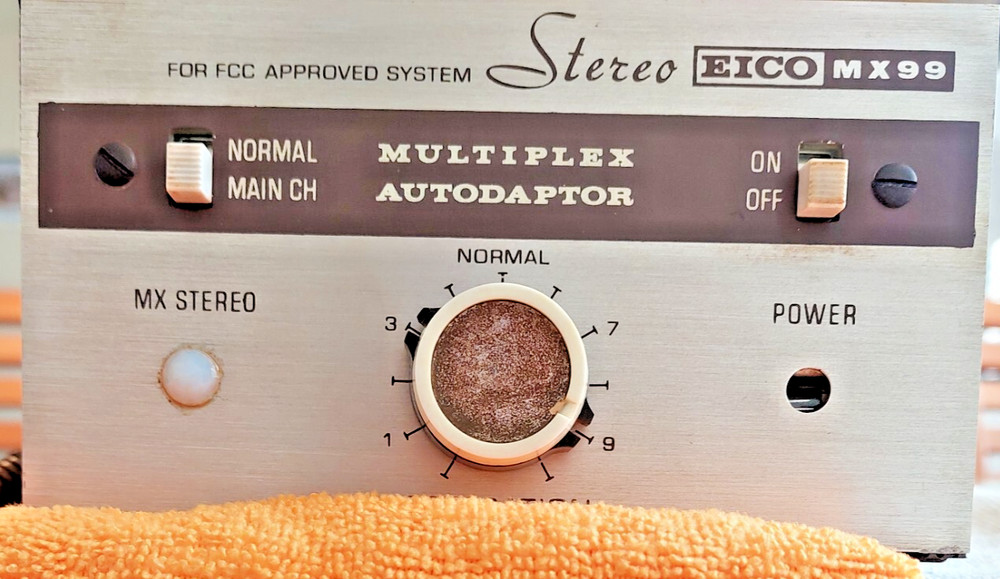 FOR FCC APPROVED SYSTEM Stereo EICO MX99
NORMAL
MAIN CH
MULTIPLEX
AUTODAPTOR
ON
OFF
NORMAL
MX STEREO
POWER
3
7
1
9